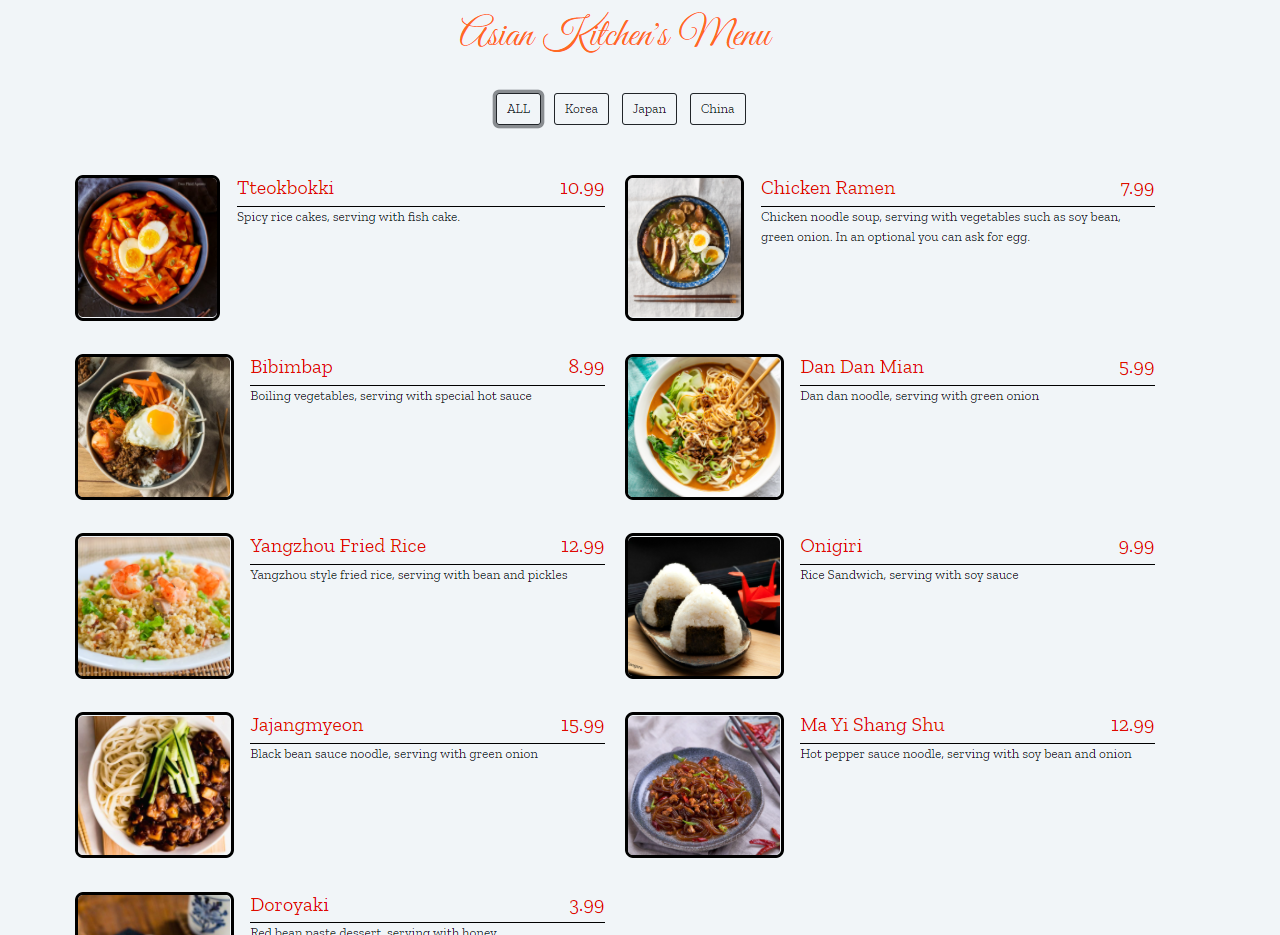 Asian Kitchen's Menu
ALL
Korea
Japan
China
Tteokbokki 10.99
Spicy rice cakes, serving with fish cake.
Chicken Ramen 7.99
Chicken noodle soup, serving with vegetables such as soy bean,
green onion. In an optional you can ask for egg.
Bibimbap 8.99
Boiling vegetables, serving with special hot sauce
Dan Dan Mian 5.99
Dan dan noodle, serving with green onion
Yangzhou Fried Rice 12.99
Yangzhou style fried rice, serving with bean and pickles
Onigiri 9.99
Rice Sandwich, serving with soy sauce
Jajangmyeon 15.99
Black bean sauce noodle, serving with green onion
Ma Yi Shang Shu 12.99
Hot pepper sauce noodle, serving with soy bean and onion
Doroyaki 3.99
Red bean paste dessert, serving with honey